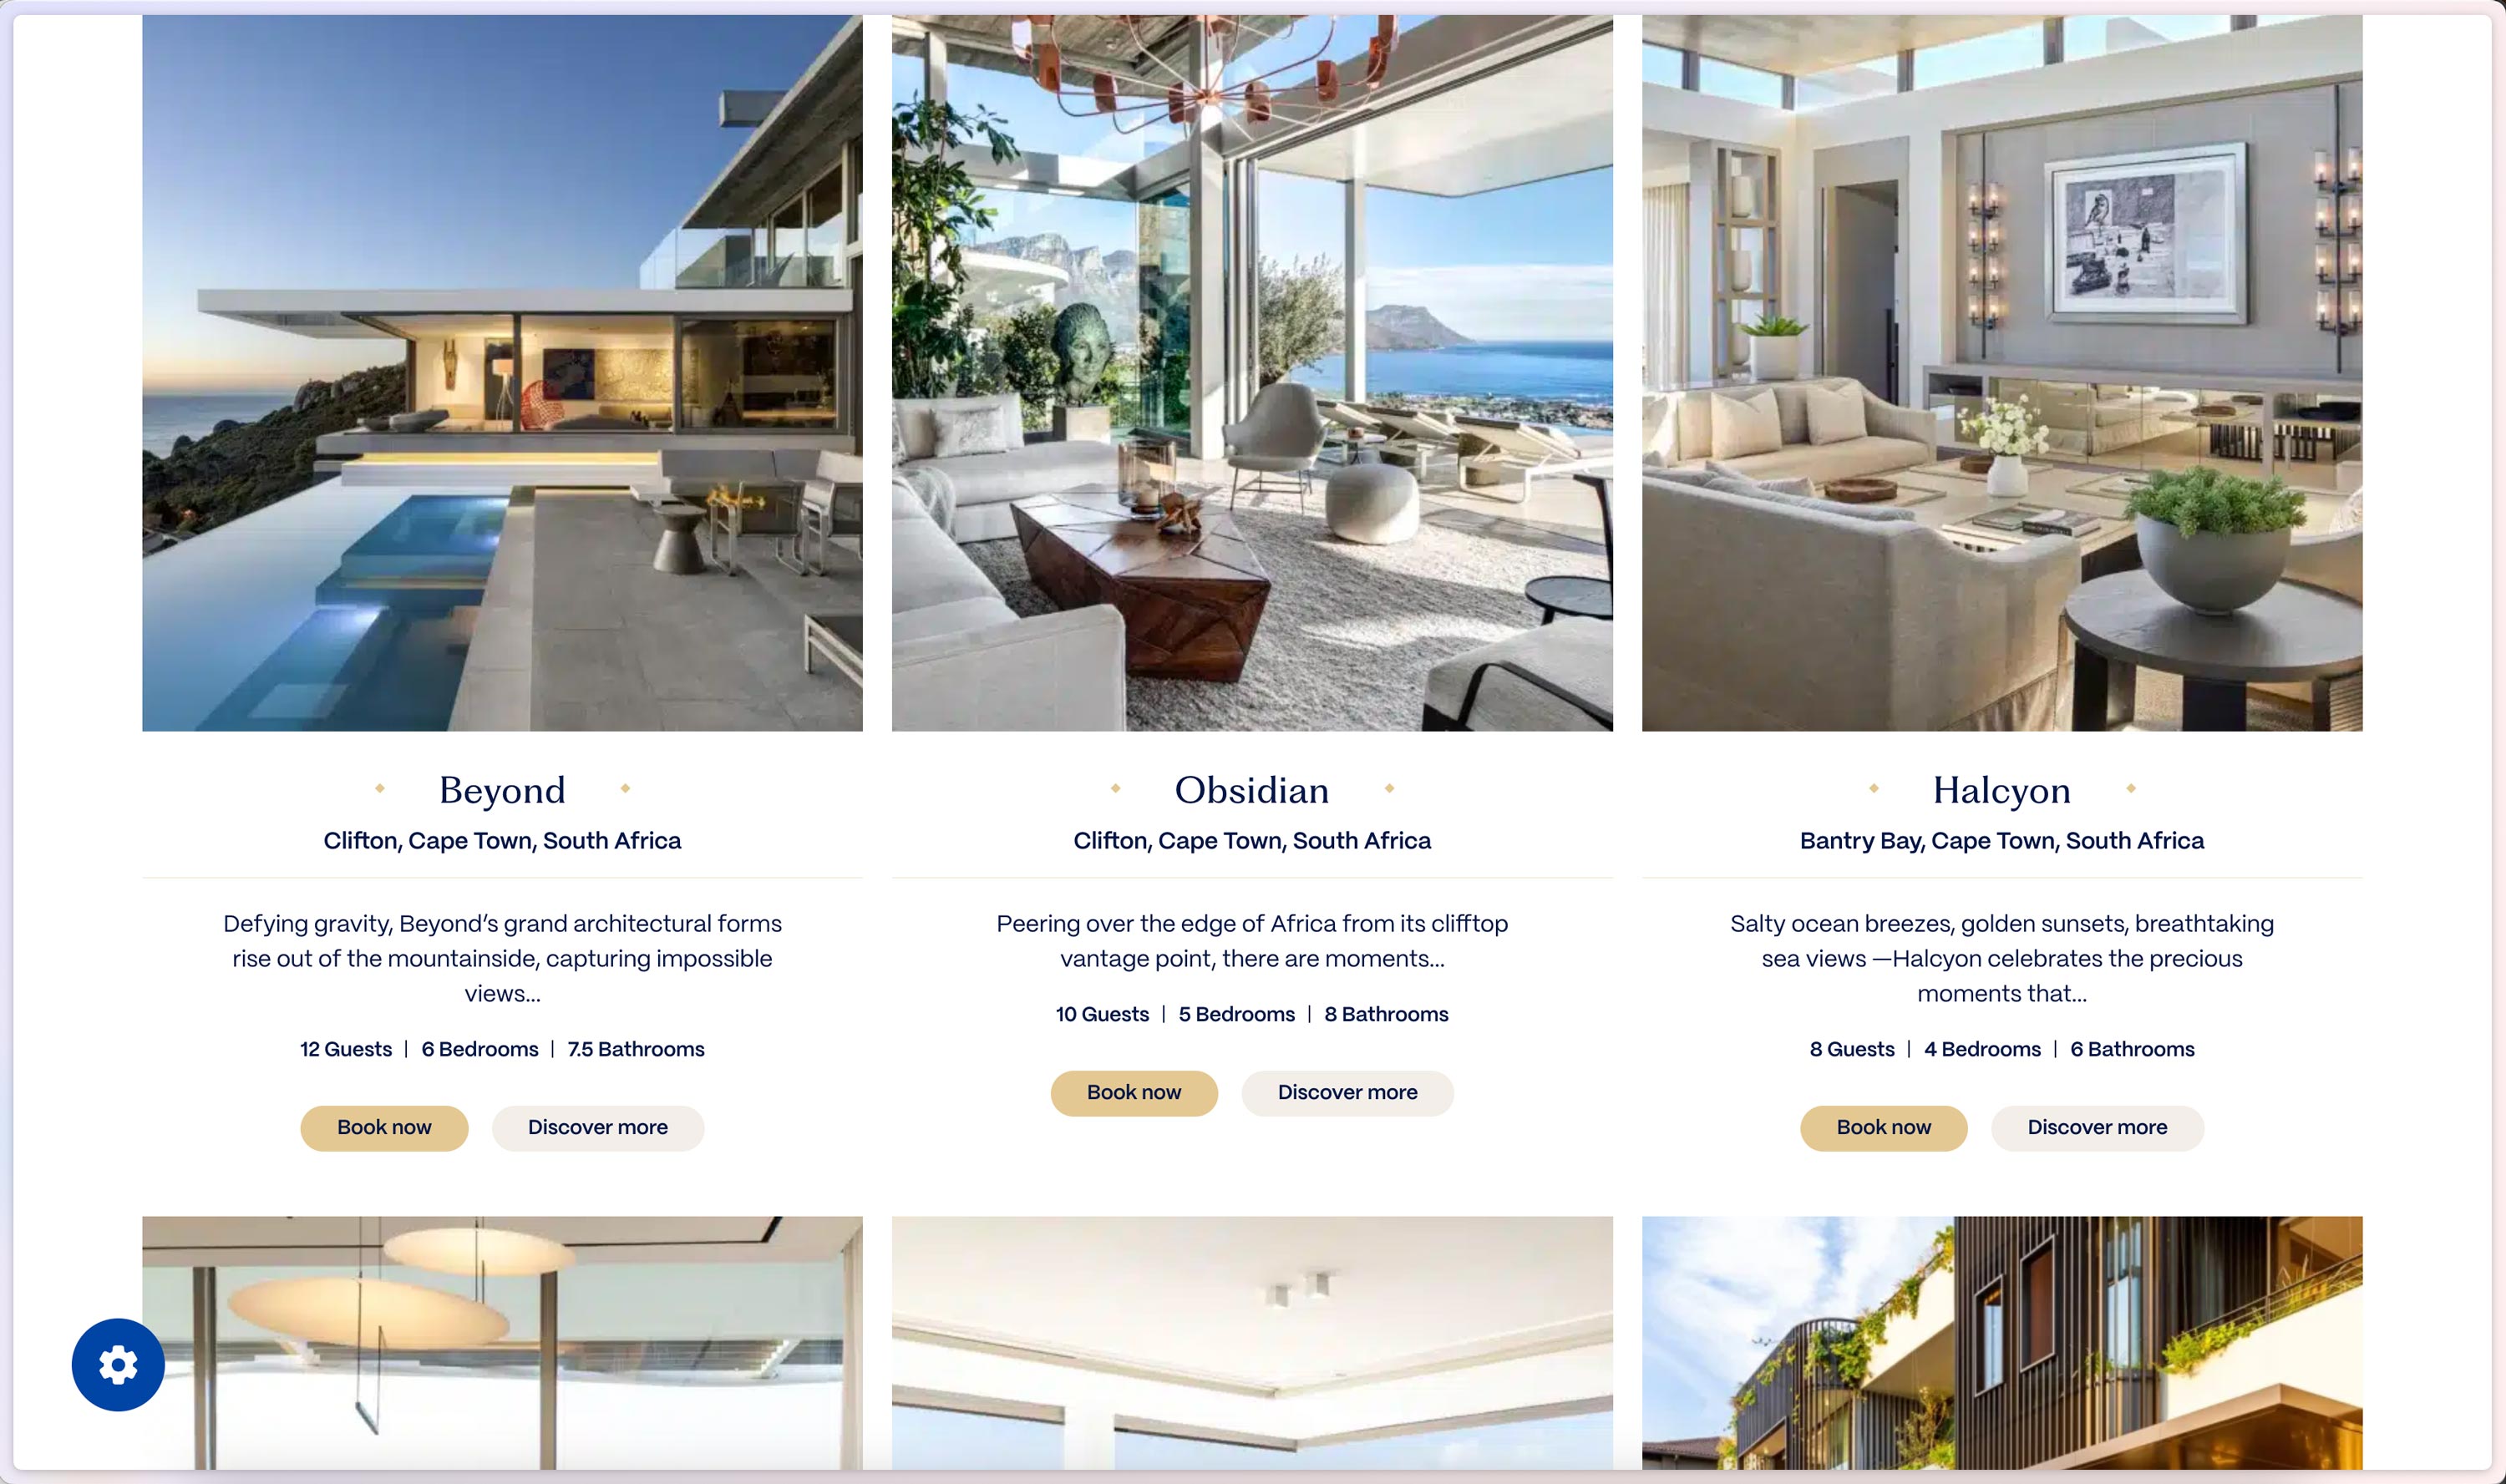 Beyond
Clifton, Cape Town, South Africa
Defying gravity, Beyond’s grand architectural forms
rise out of the mountainside, capturing impossible
views...
12 Guests | 6 Bedrooms | 7.5 Bathrooms
Book now
Discover more
Obsidian
Clifton, Cape Town, South Africa
Peering over the edge of Africa from its clifftop
vantage point, there are moments...
10 Guests | 5 Bedrooms | 8 Bathrooms
Book now
Discover more
Halcyon
Bantry Bay, Cape Town, South Africa
Salty ocean breezes, golden sunsets, breathtaking
sea views —Halcyon celebrates the precious
moments that...
8 Guests | 4 Bedrooms | 6 Bathrooms
Book now
Discover more